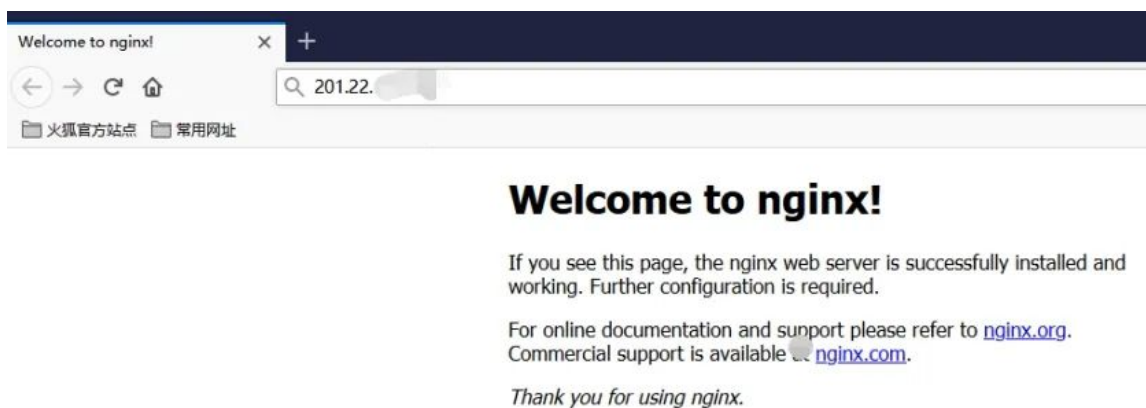 Welcome to nginx!
201.22.
火狐官方站点 常用网址
Welcome to nginx!
If you see this page, the nginx web server is successfully installed and
working. Further configuration is required.
For online documentation and support please refer to nginx.org.
Commercial support is available nginx.com.
Thank you for using nginx.